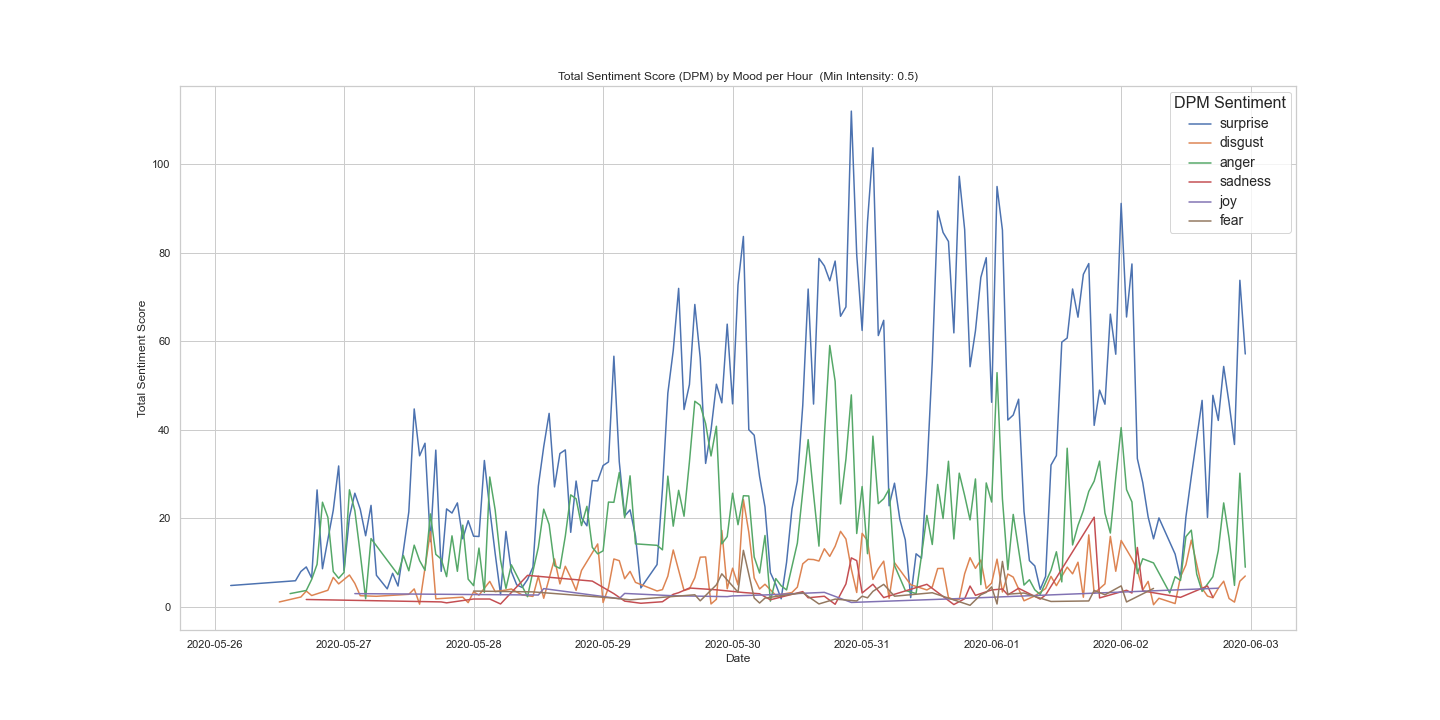 Total Sentiment Score (DPM) by Mood per Hour  (Min Intensity: 0.5)
DPM Sentiment
surprise
disgust
anger
sadness
joy
fear
Total Sentiment Score
100
80
60
40
20
0
2020-05-26
2020-05-27
2020-05-28
2020-05-29
2020-05-30
2020-05-31
2020-06-01
2020-06-02
2020-06-03
Date